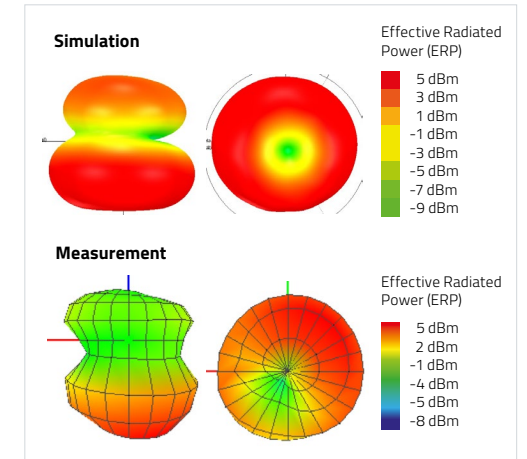 Simulation
Effective Radiated
Power (ERP)
5 dBm
3 dBm
1 dBm
-1 dBm
-3 dBm
-5 dBm
-7 dBm
-9 dBm
Measurement
Effective Radiated
Power (ERP)
5 dBm
2 dBm
-1 dBm
-4 dBm
-5 dBm
-8 dBm